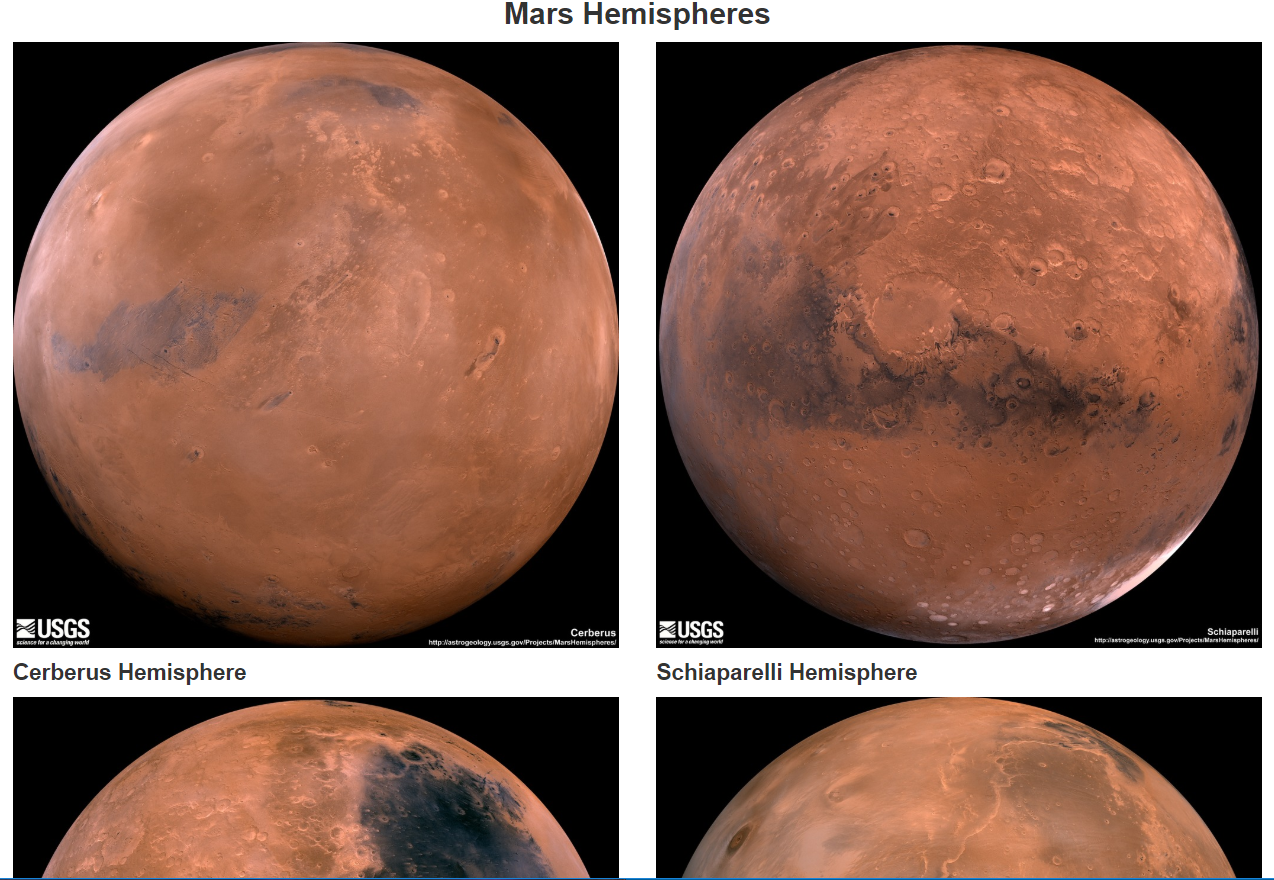 Mars Hemispheres
USGS
science for a changing world
Cerberus
http://astrogeology.usgs.gov/Projects/MarsHemispheres/
USGS
science for a changing world
Schiaparelli
http://astrogeology.usgs.gov/Projects/MarsHemispheres/
Cerberus Hemisphere
Schiaparelli Hemisphere